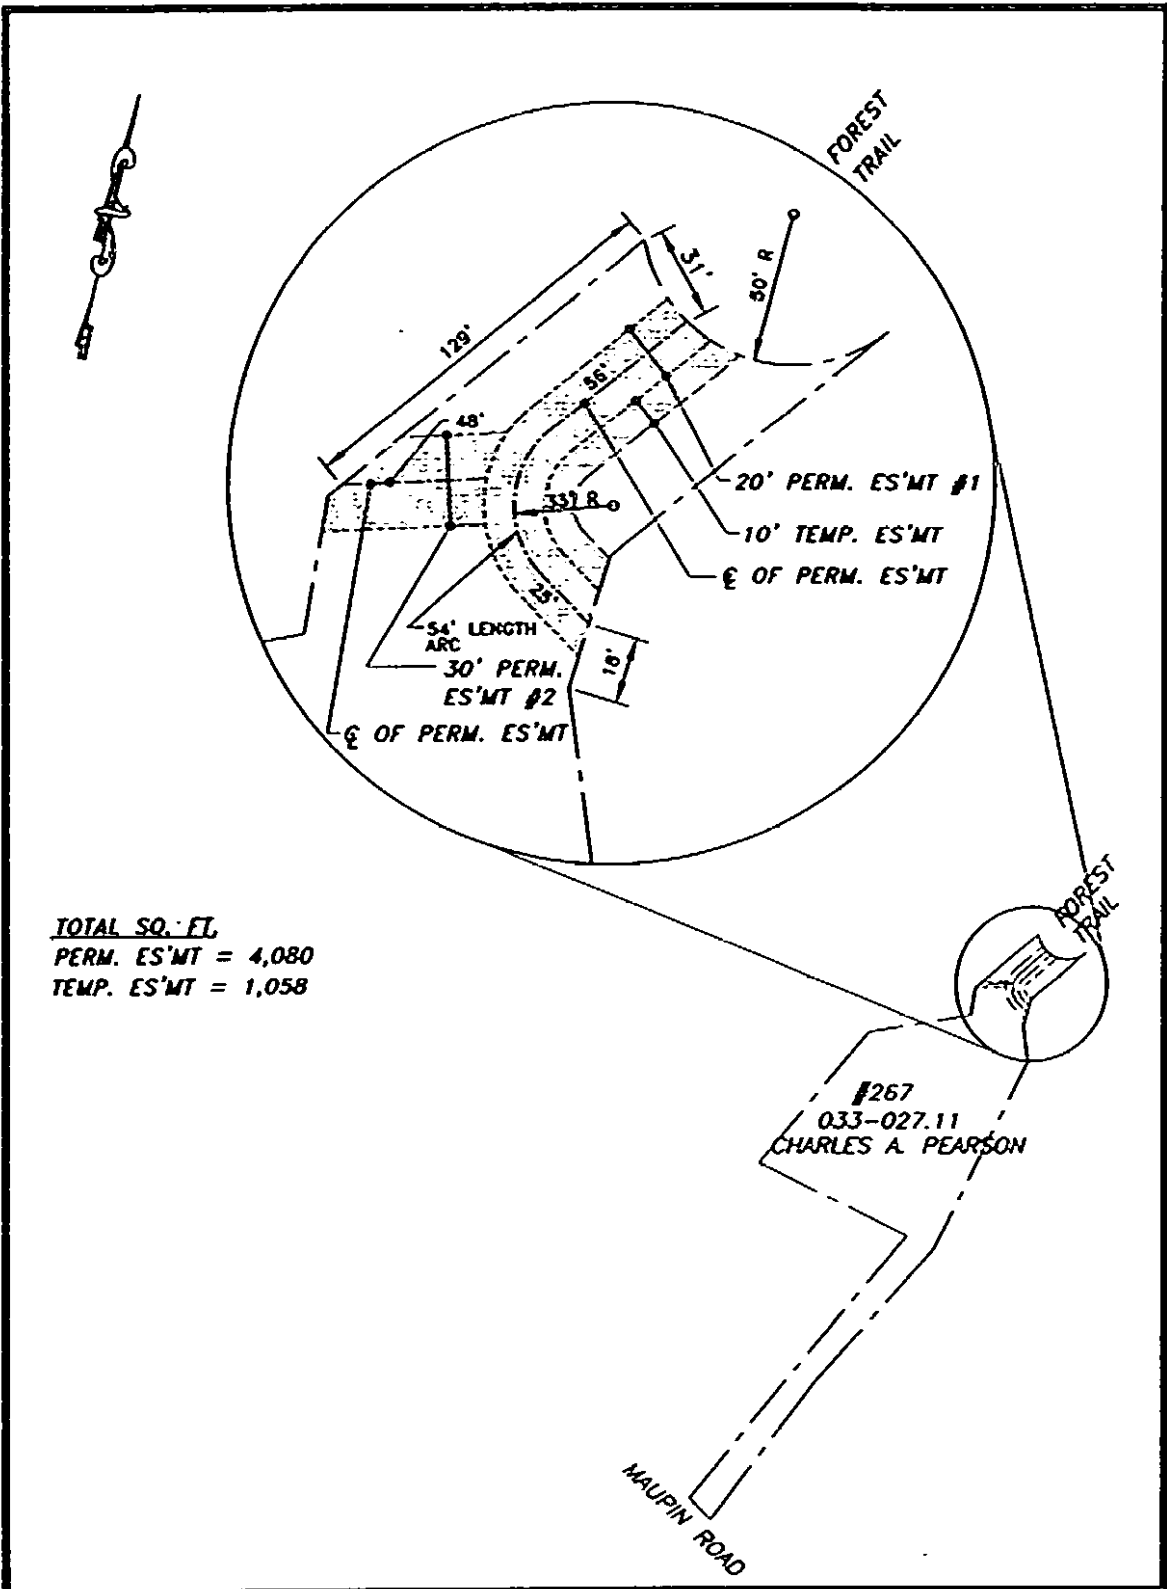 FOREST
TRAIL
31'
50' R
129'
56'
48'
33' R
20' PERM. ES'MT #1
10' TEMP. ES'MT
℄ OF PERM. ES'MT
25'
54' LENGTH
ARC
18'
30' PERM.
ES'MT #2
℄ OF PERM. ES'MT
TOTAL SQ. FT.
PERM. ES'MT = 4,080
TEMP. ES'MT = 1,058
FOREST
TRAIL
#267
033-027.11
CHARLES A. PEARSON
MAUPIN ROAD